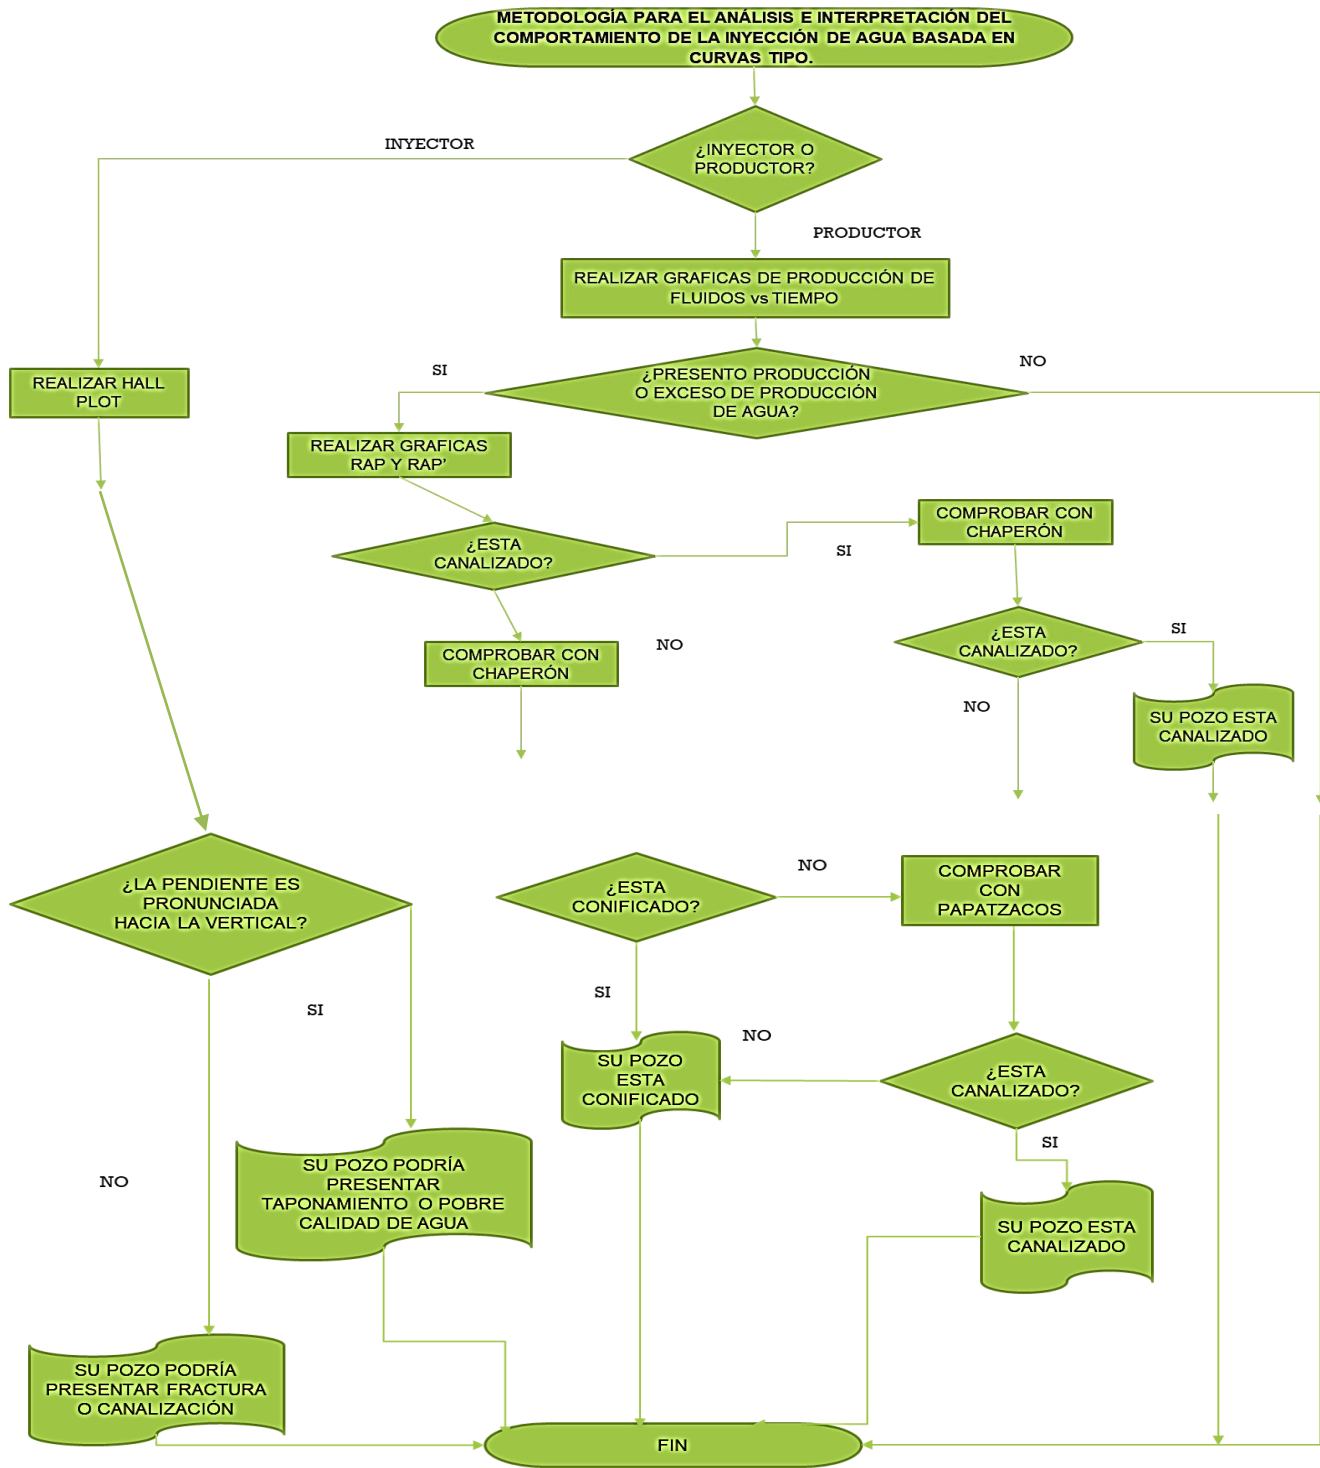 METODOLOGÍA PARA EL ANÁLISIS E INTERPRETACIÓN DEL
COMPORTAMIENTO DE LA INYECCIÓN DE AGUA BASADA EN
CURVAS TIPO.
INYECTOR
¿INYECTOR O
PRODUCTOR?
PRODUCTOR
REALIZAR GRAFICAS DE PRODUCCIÓN DE
FLUIDOS vs TIEMPO
SI
¿PRESENTO PRODUCCIÓN
O EXCESO DE PRODUCCIÓN
DE AGUA?
NO
REALIZAR HALL
PLOT
REALIZAR GRAFICAS
RAP Y RAP’
¿ESTA
CANALIZADO?
SI
COMPROBAR CON
CHAPERÓN
NO
COMPROBAR CON
CHAPERÓN
¿ESTA
CANALIZADO?
SI
NO
SU POZO ESTA
CANALIZADO
¿LA PENDIENTE ES
PRONUNCIADA
HACIA LA VERTICAL?
¿ESTA
CONIFICADO?
NO
COMPROBAR
CON
PAPATZACOS
SI
SI
NO
SU POZO
ESTA
CONIFICADO
¿ESTA
CANALIZADO?
SI
NO
SU POZO PODRÍA
PRESENTAR
TAPONAMIENTO O POBRE
CALIDAD DE AGUA
SU POZO ESTA
CANALIZADO
SU POZO PODRÍA
PRESENTAR FRACTURA
O CANALIZACIÓN
FIN